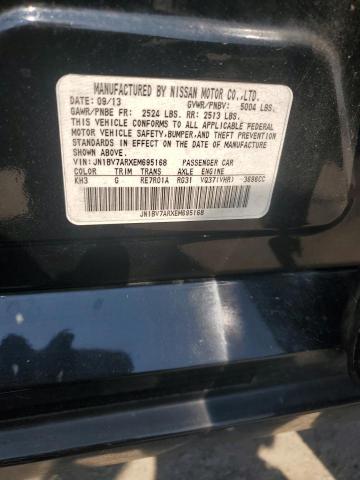 MANUFACTURED BY NISSAN MOTOR CO.,LTD.
DATE: 09/13 GVWR/PNBV: 5004 LBS.
GAWR/PNBE FR: 2524 LBS. RR: 2513 LBS.
THIS VEHICLE CONFORMS TO ALL APPLICABLE FEDERAL
MOTOR VEHICLE SAFETY, BUMPER, AND THEFT PREVENTION
STANDARDS IN EFFECT ON THE DATE OF MANUFACTURE
SHOWN ABOVE.
VIN: JN1BV7ARXEM695168 PASSENGER CAR
COLOR TRIM TRANS AXLE ENGINE
KH3 G RE7R01A RG31 VQ37(VHR) 3696CC
JN1BV7ARXEM695168